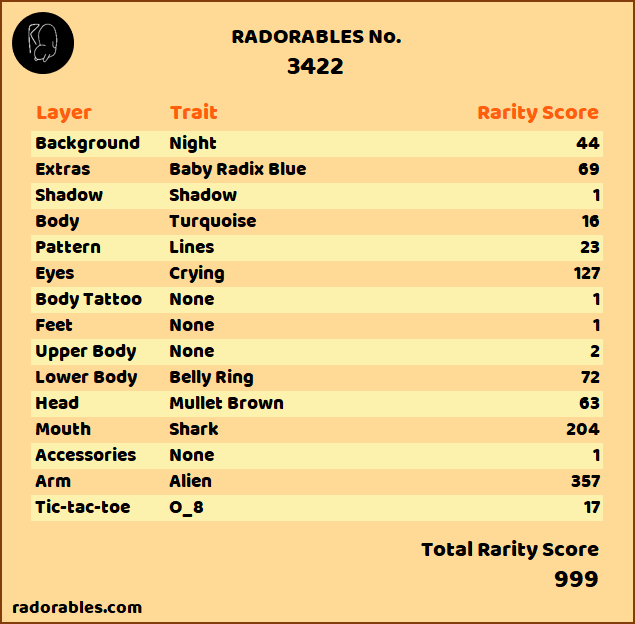 RADORABLES No.
3422
Layer Trait Rarity Score
Background Night 44
Extras Baby Radix Blue 69
Shadow Shadow 1
Body Turquoise 16
Pattern Lines 23
Eyes Crying 127
Body Tattoo None 1
Feet None 1
Upper Body None 2
Lower Body Belly Ring 72
Head Mullet Brown 63
Mouth Shark 204
Accessories None 1
Arm Alien 357
Tic-tac-toe O_8 17
Total Rarity Score
999
radorables.com